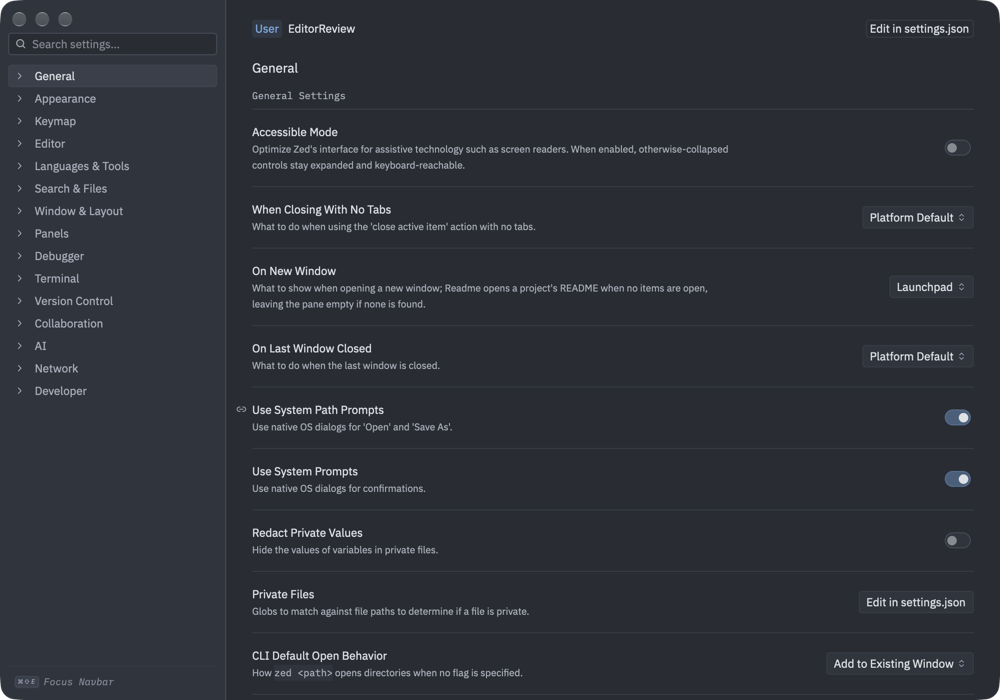 Search settings…
General
Appearance
Keymap
Editor
Languages & Tools
Search & Files
Window & Layout
Panels
Debugger
Terminal
Version Control
Collaboration
AI
Network
Developer
⌘⇧E Focus Navbar
User EditorReview
Edit in settings.json
General
General Settings
Accessible Mode
Optimize Zed's interface for assistive technology such as screen readers. When enabled, otherwise-collapsed
controls stay expanded and keyboard-reachable.
When Closing With No Tabs
What to do when using the 'close active item' action with no tabs.
Platform Default
On New Window
What to show when opening a new window; Readme opens a project's README when no items are open,
leaving the pane empty if none is found.
Launchpad
On Last Window Closed
What to do when the last window is closed.
Platform Default
Use System Path Prompts
Use native OS dialogs for 'Open' and 'Save As'.
Use System Prompts
Use native OS dialogs for confirmations.
Redact Private Values
Hide the values of variables in private files.
Private Files
Globs to match against file paths to determine if a file is private.
Edit in settings.json
CLI Default Open Behavior
How zed <path> opens directories when no flag is specified.
Add to Existing Window